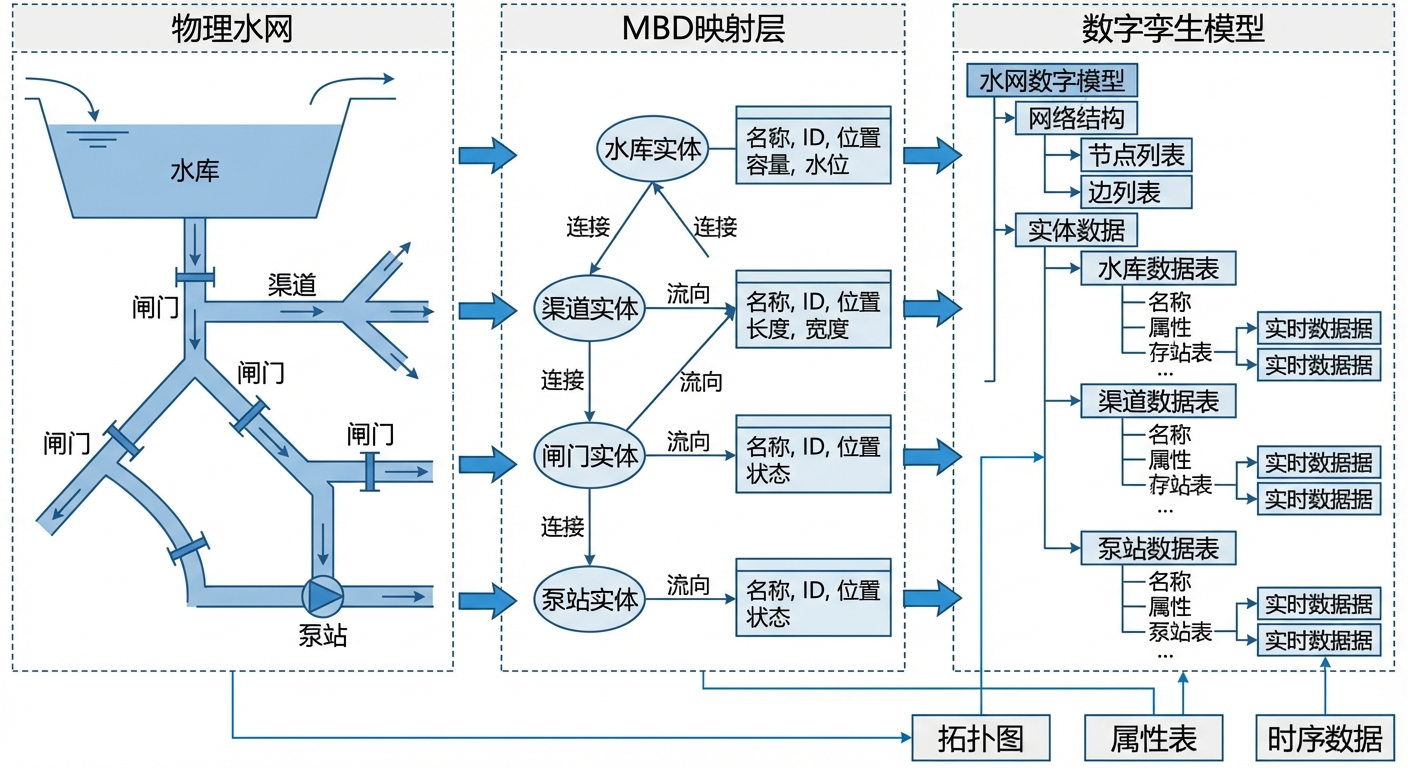 物理水网
水库
闸门
渠道
闸门
闸门
闸门
泵站
MBD映射层
水库实体
名称, ID, 位置
容量, 水位
连接
连接
渠道实体
流向
名称, ID, 位置
长度, 宽度
连接
流向
闸门实体
流向
名称, ID, 位置
状态
连接
泵站实体
流向
名称, ID, 位置
状态
数字孪生模型
水网数字模型
网络结构
节点列表
边列表
实体数据
水库数据表
名称
属性
存站表
...
实时数据据
实时数据据
渠道数据表
名称
属性
存站表
...
实时数据据
实时数据据
泵站数据表
名称
属性
泵站表
...
实时数据据
实时数据据
拓扑图
属性表
时序数据